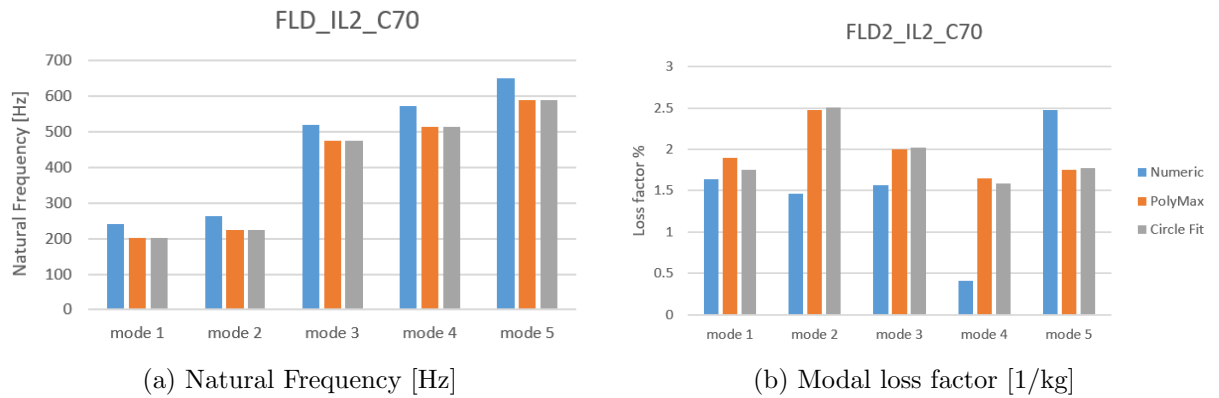 FLD_IL2_C70
Natural Frequency [Hz]
700
600
500
400
300
200
100
0
mode 1 mode 2 mode 3 mode 4 mode 5
(a) Natural Frequency [Hz]
FLD2_IL2_C70
Loss factor %
3
2.5
2
1.5
1
0.5
0
mode 1 mode 2 mode 3 mode 4 mode 5
Numeric
PolyMax
Circle Fit
(b) Modal loss factor [1/kg]